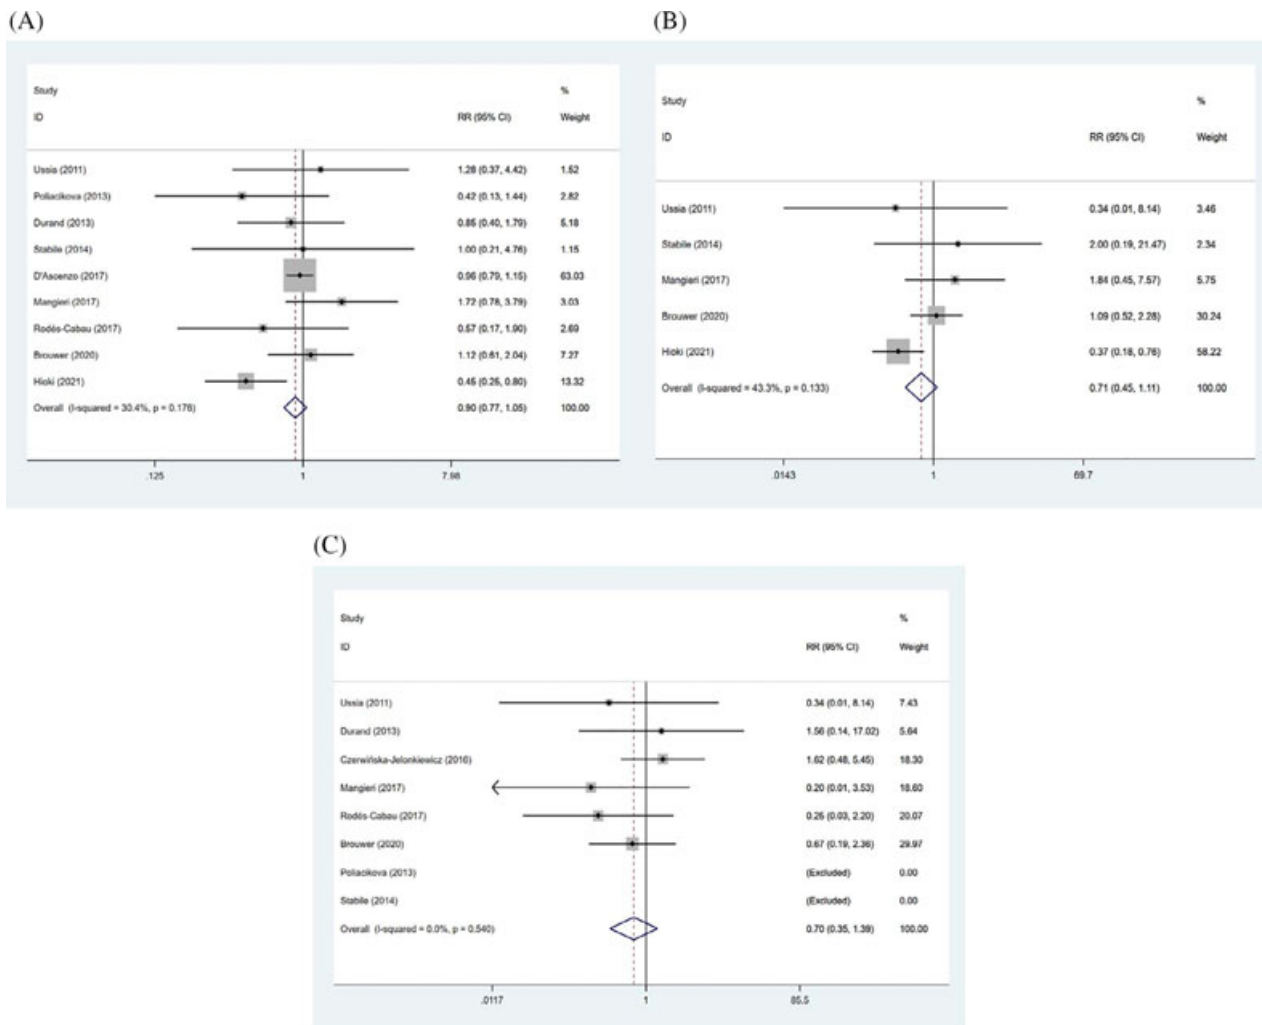 (A)
Study %
ID RR (95% CI) Weight
Ussia (2011) 1.28 (0.37, 4.42) 1.52
Poliacikova (2013) 0.42 (0.13, 1.44) 2.82
Durand (2013) 0.85 (0.40, 1.79) 5.18
Stabile (2014) 1.00 (0.21, 4.76) 1.15
D'Ascenzo (2017) 0.96 (0.79, 1.15) 63.03
Mangieri (2017) 1.72 (0.78, 3.79) 3.03
Rodés-Cabau (2017) 0.57 (0.17, 1.90) 2.69
Brouwer (2020) 1.12 (0.61, 2.04) 7.27
Hioki (2021) 0.45 (0.25, 0.80) 13.32
Overall (I-squared = 30.4%, p = 0.176) 0.90 (0.77, 1.05) 100.00
.125 1 7.98
(B)
Study %
ID RR (95% CI) Weight
Ussia (2011) 0.34 (0.01, 8.14) 3.46
Stabile (2014) 2.00 (0.19, 21.47) 2.34
Mangieri (2017) 1.84 (0.45, 7.57) 5.75
Brouwer (2020) 1.09 (0.52, 2.28) 30.24
Hioki (2021) 0.37 (0.18, 0.76) 58.22
Overall (I-squared = 43.3%, p = 0.133) 0.71 (0.45, 1.11) 100.00
.0143 1 69.7
(C)
Study %
ID RR (95% CI) Weight
Ussia (2011) 0.34 (0.01, 8.14) 7.43
Durand (2013) 1.56 (0.14, 17.02) 5.64
Czerwińska-Jelonkiewicz (2016) 1.62 (0.48, 5.45) 18.30
Mangieri (2017) 0.20 (0.01, 3.53) 18.60
Rodés-Cabau (2017) 0.25 (0.03, 2.20) 20.07
Brouwer (2020) 0.67 (0.19, 2.36) 29.97
Poliacikova (2013) (Excluded) 0.00
Stabile (2014) (Excluded) 0.00
Overall (I-squared = 0.0%, p = 0.540) 0.70 (0.35, 1.39) 100.00
.0117 1 85.5